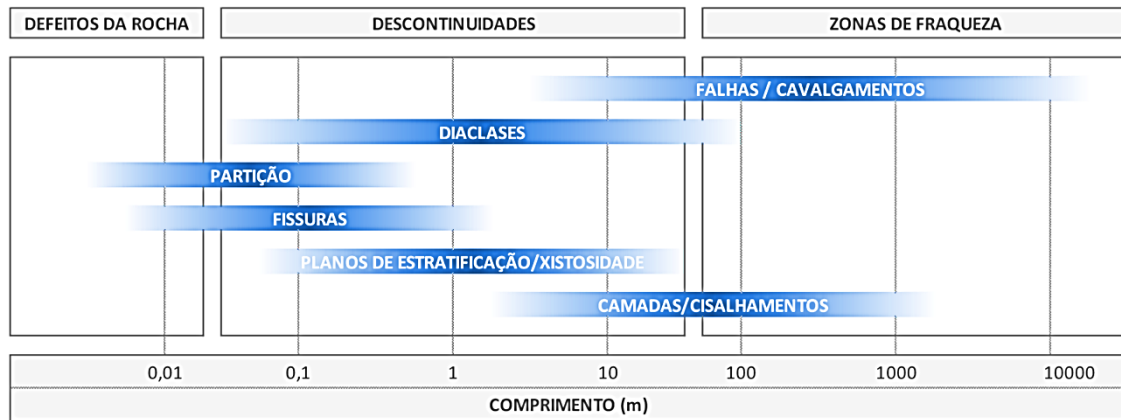 DEFEITOS DA ROCHA
DESCONTINUIDADES
ZONAS DE FRAQUEZA
FALHAS / CAVALGAMENTOS
DIACLASES
PARTIÇÃO
FISSURAS
PLANOS DE ESTRATIFICAÇÃO/XISTOSIDADE
CAMADAS/CISALHAMENTOS
0,01 0,1 1 10 100 1000 10000
COMPRIMENTO (m)